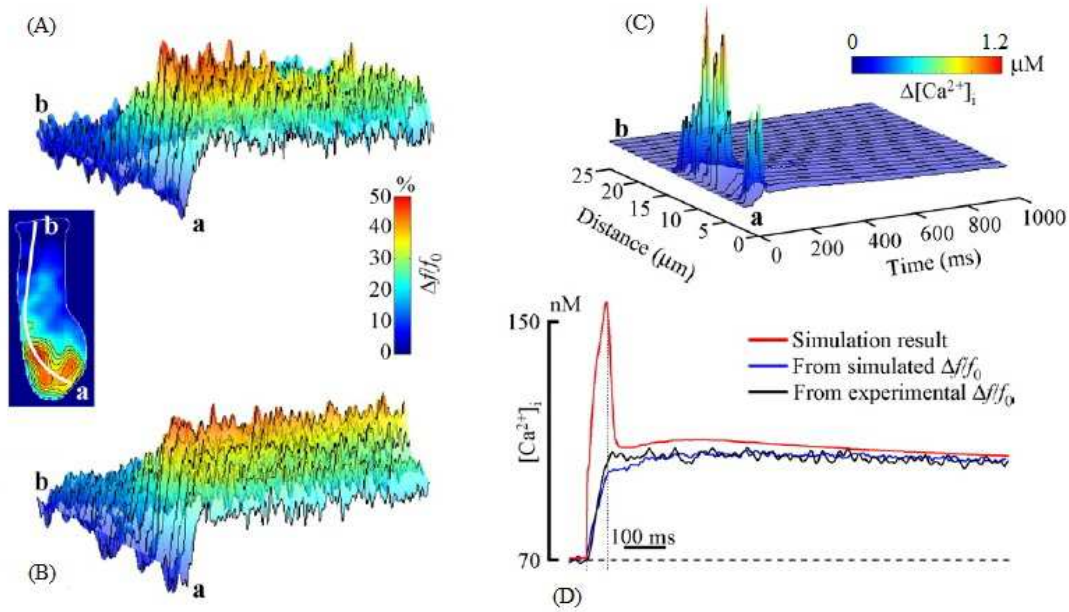 (A)
b
a
%
50
40
30
20
10
0
Δf/f₀
b
a
b
a
(B)
(C)
0 1.2
μM
Δ[Ca²⁺]ᵢ
b
a
25
20
15
10
5
0
Distance (μm)
0
200
400
600
800
1000
Time (ms)
nM
150
[Ca²⁺]ᵢ
70
Simulation result
From simulated Δf/f₀
From experimental Δf/f₀
100 ms
(D)